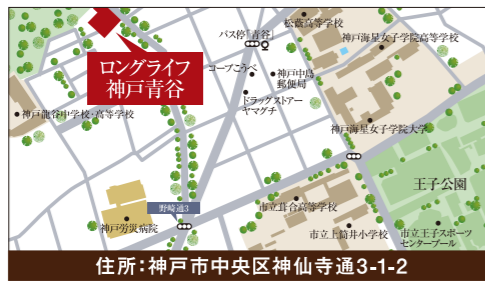 松蔭高等学校
バス停「青谷」
神戸海星女子学院高等学校
ロングライフ
神戸青谷
コープこうべ
神戸中島
郵便局
ドラッグストアー
ヤマグチ
神戸龍谷中学校・高等学校
神戸海星女子学院大学
王子公園
野崎通3
市立葺合高等学校
神戸労災病院
市立上筒井小学校
市立王子スポーツ
センタープール
住所:神戸市中央区神仙寺通3-1-2